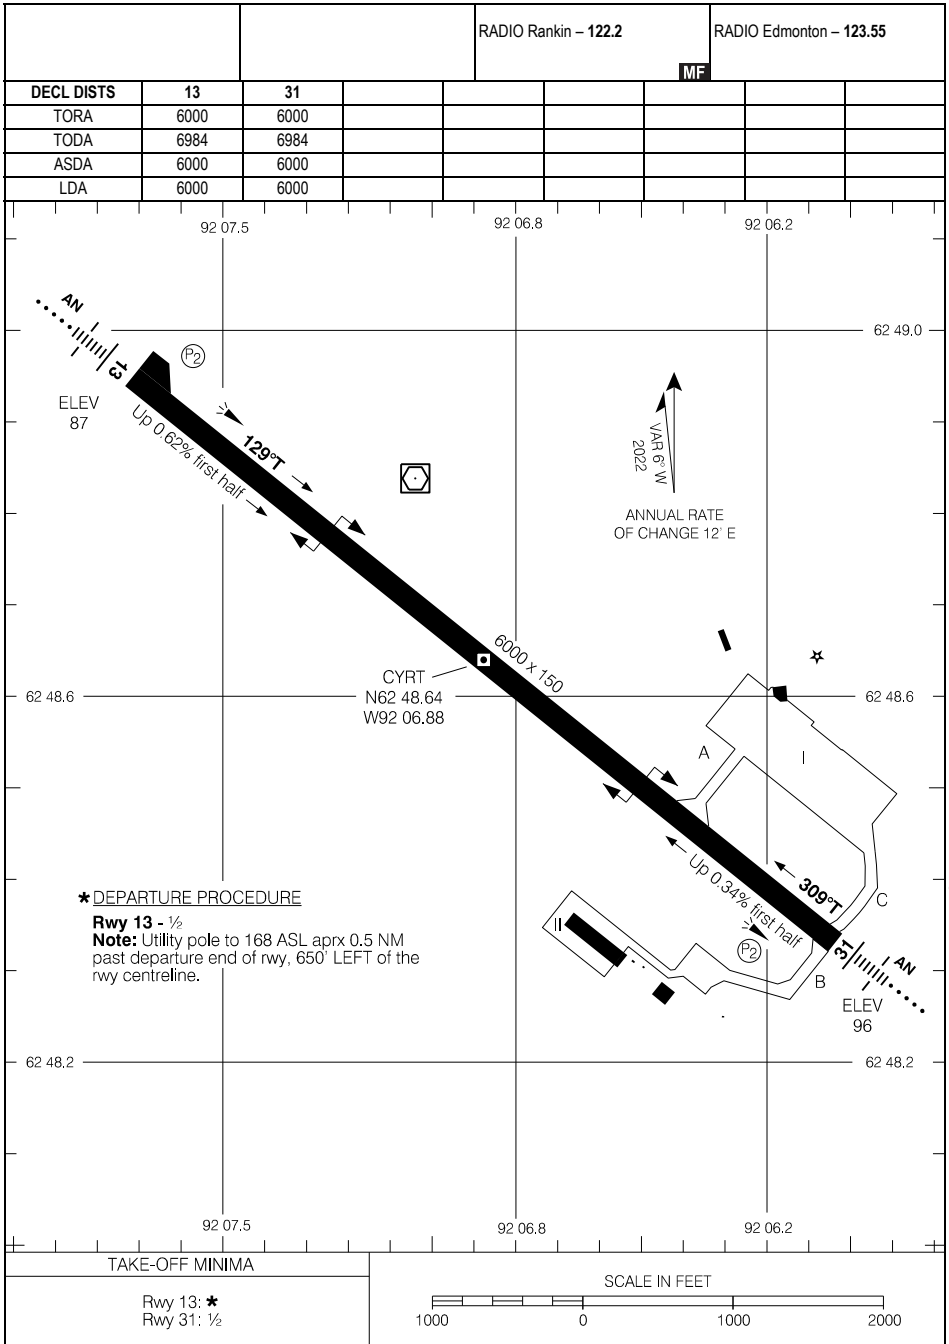 RADIO Rankin – 122.2
MF
RADIO Edmonton – 123.55
DECL DISTS 13 31
TORA 6000 6000
TODA 6984 6984
ASDA 6000 6000
LDA 6000 6000
92 07.5 92 06.8 92 06.2
AN
62 49.0
13
P2
ELEV
87
Up 0.62% first half
129°T
VAR 6° W
2022
ANNUAL RATE
OF CHANGE 12' E
6000 x 150
CYRT
N62 48.64
W92 06.88
62 48.6 62 48.6
A
I
Up 0.34% first half
309°T
C
*DEPARTURE PROCEDURE
Rwy 13 - ½
Note: Utility pole to 168 ASL aprx 0.5 NM
past departure end of rwy, 650' LEFT of the
rwy centreline.
II
P2
31
AN
B
ELEV
96
62 48.2 62 48.2
92 07.5 92 06.8 92 06.2
TAKE-OFF MINIMA
Rwy 13: *
Rwy 31: ½
SCALE IN FEET
1000 0 1000 2000